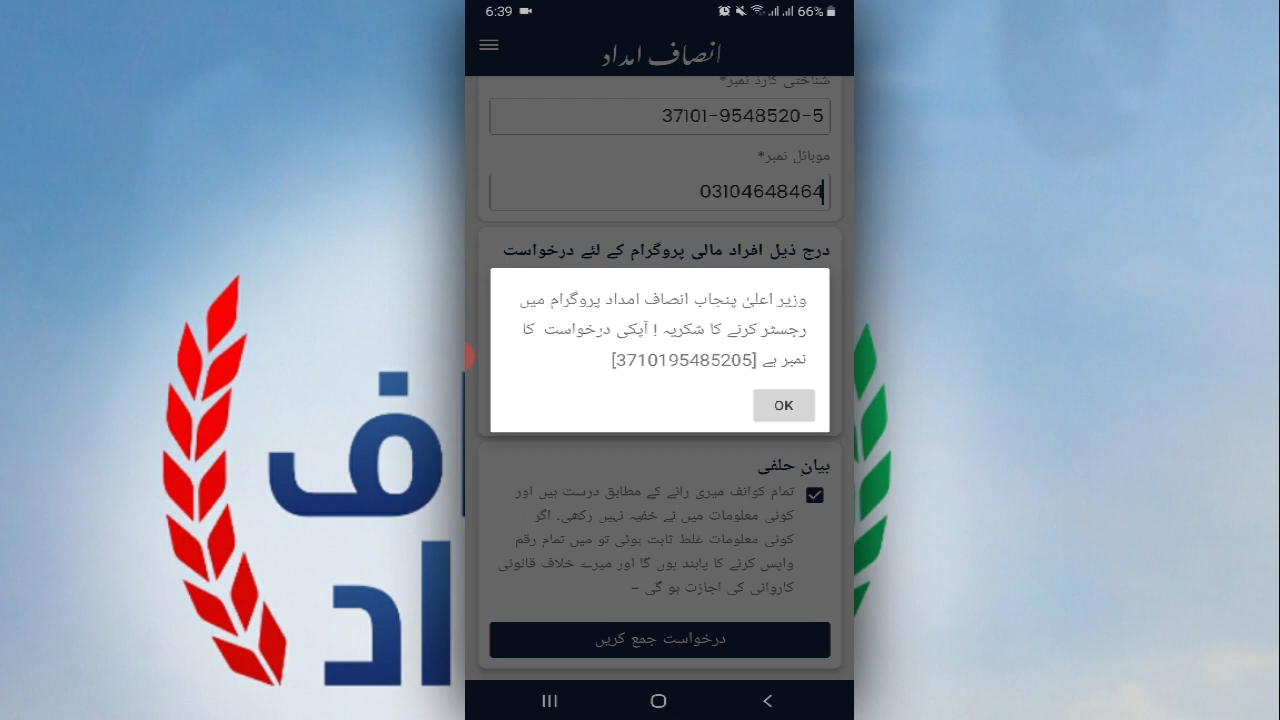 6:39
66%
انصاف امداد
شناختی کارڈ نمبر*
37101-9548520-5
موبائل نمبر*
03104648464
درج ذیل افراد مالی پروگرام کے لئے درخواست
وزیر اعلیٰ پنجاب انصاف امداد پروگرام میں
رجسٹر کرنے کا شکریہ ! آپکی درخواست کا
نمبر ہے [3710195485205]
OK
بیانِ حلفی
تمام کوائف میری رائے کے مطابق درست ہیں اور
کوئی معلومات میں نے خفیہ نہیں رکھی۔ اگر
کوئی معلومات غلط ثابت ہوئی تو میں تمام رقم
واپس کرنے کا پابند ہوں گا اور میرے خلاف قانونی
کاروائی کی اجازت ہو گی –
درخواست جمع کریں